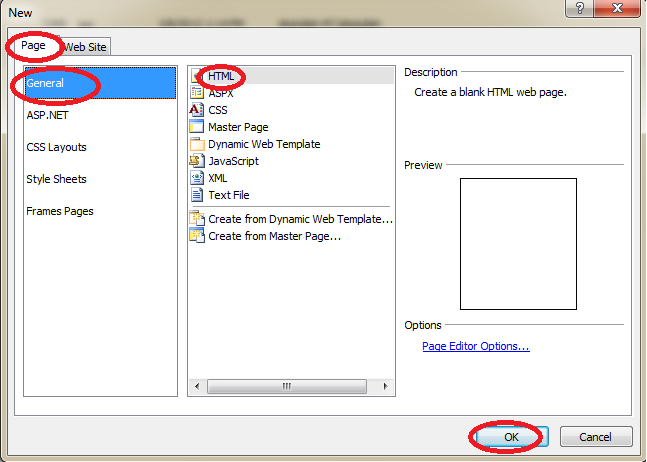 New
Page
Web Site
General
ASP.NET
CSS Layouts
Style Sheets
Frames Pages
HTML
ASPX
CSS
Master Page
Dynamic Web Template
JavaScript
XML
Text File
Create from Dynamic Web Template...
Create from Master Page...
Description
Create a blank HTML web page.
Preview
Options
Page Editor Options...
OK
Cancel